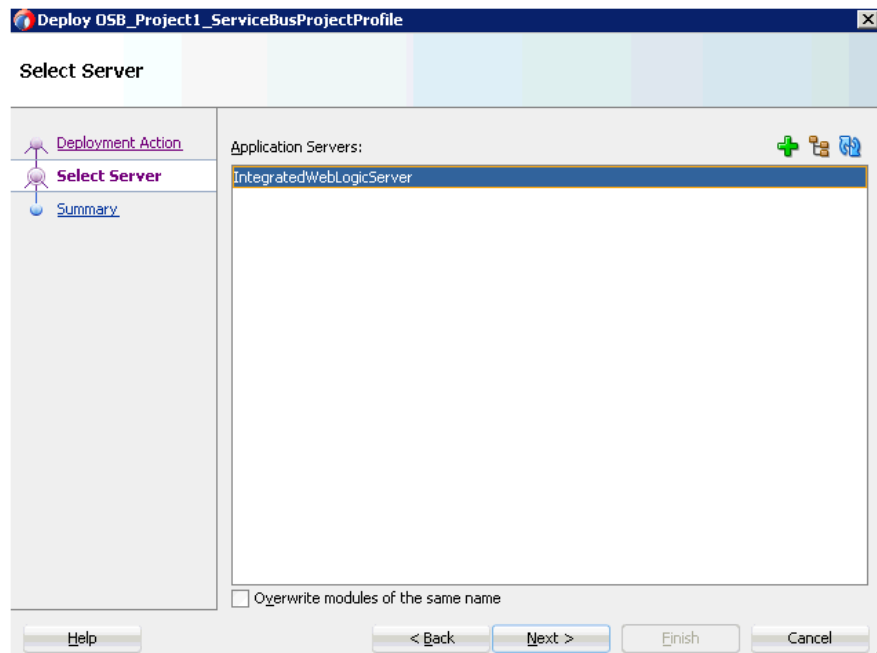 Deploy OSB_Project1_ServiceBusProjectProfile
Select Server
Deployment Action
Select Server
Summary
Application Servers:
IntegratedWebLogicServer
Overwrite modules of the same name
Help
< Back
Next >
Finish
Cancel